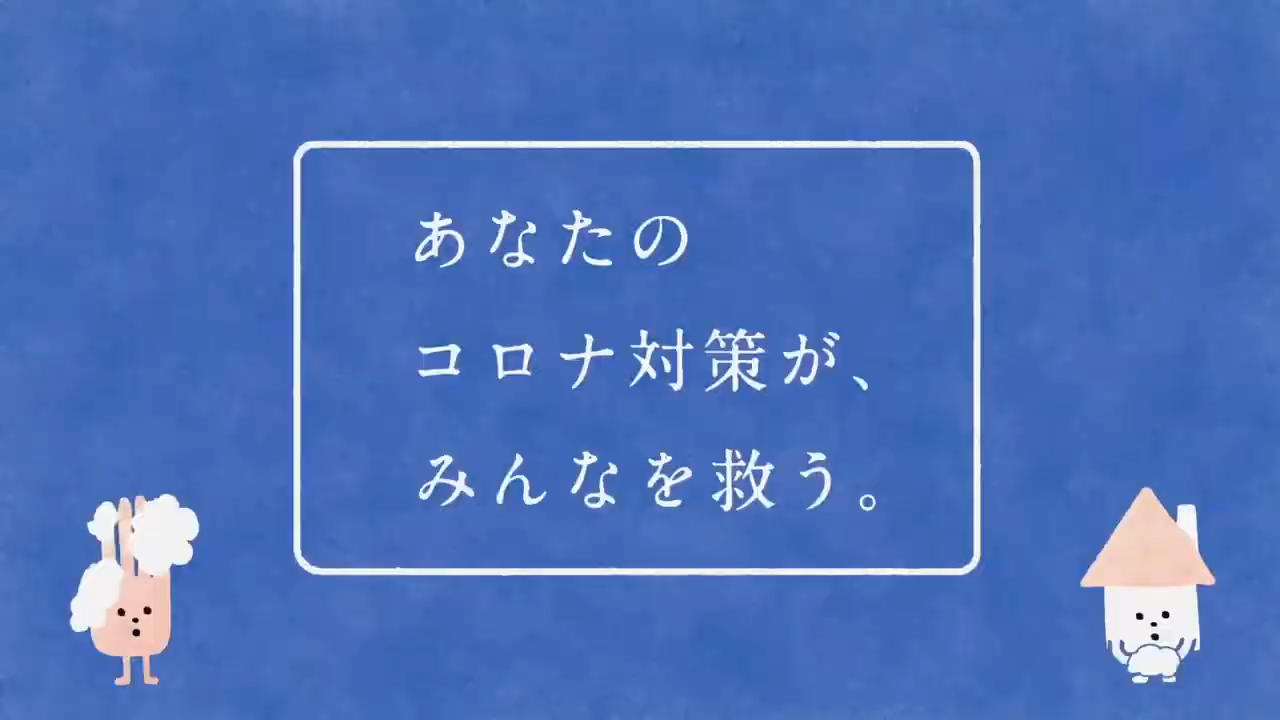 あなたの
コロナ対策が、
みんなを救う。